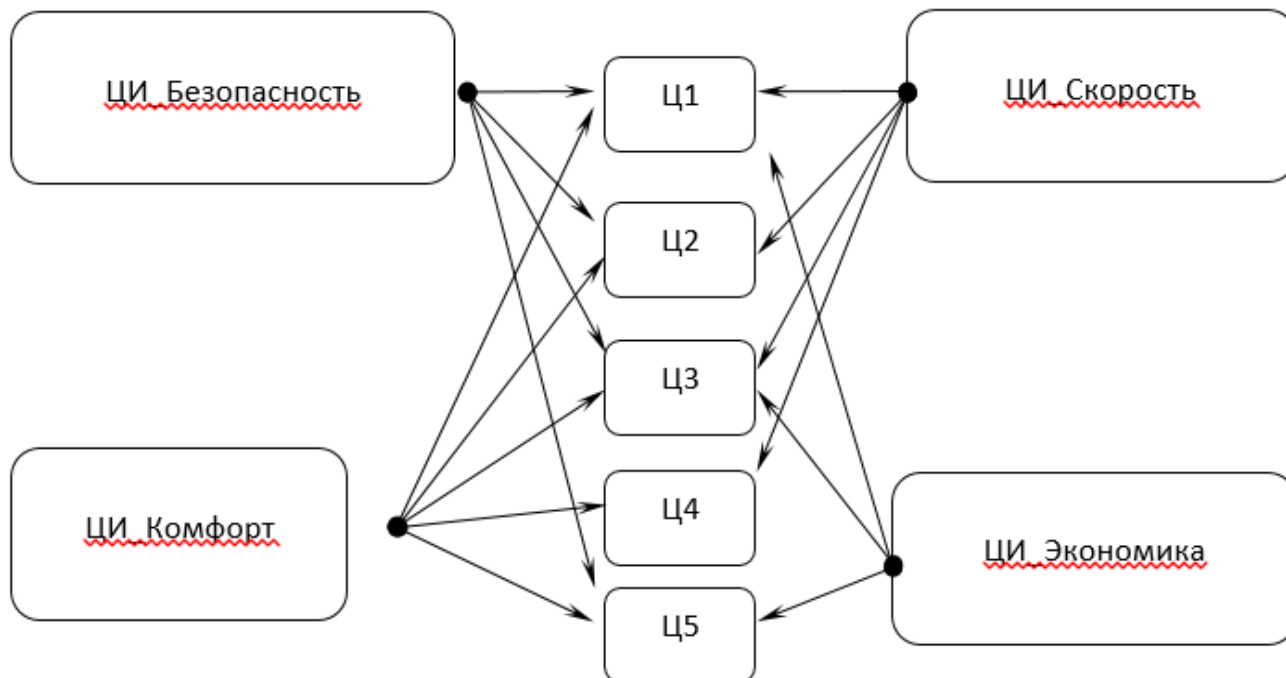 ЦИ_Безопасность
Ц1
ЦИ_Скорость
Ц2
Ц3
Ц4
ЦИ_Комфорт
ЦИ_Экономика
Ц5